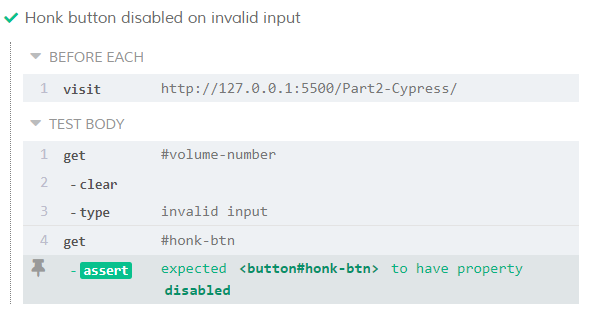 Honk button disabled on invalid input
BEFORE EACH
1 visit http://127.0.0.1:5500/Part2-Cypress/
TEST BODY
1 get #volume-number
2 -clear
3 -type invalid input
4 get #honk-btn
-assert expected <button#honk-btn> to have property
disabled